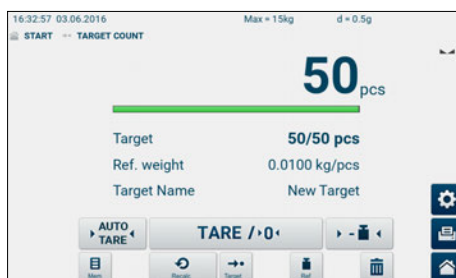 16:32:57 03.06.2016 Max = 15kg d = 0.5g
START TARGET COUNT
50 pcs
Target 50/50 pcs
Ref. weight 0.0100 kg/pcs
Target Name New Target
AUTO TARE TARE /›0‹ › - ‹
Mem Recalc. Target Ref.